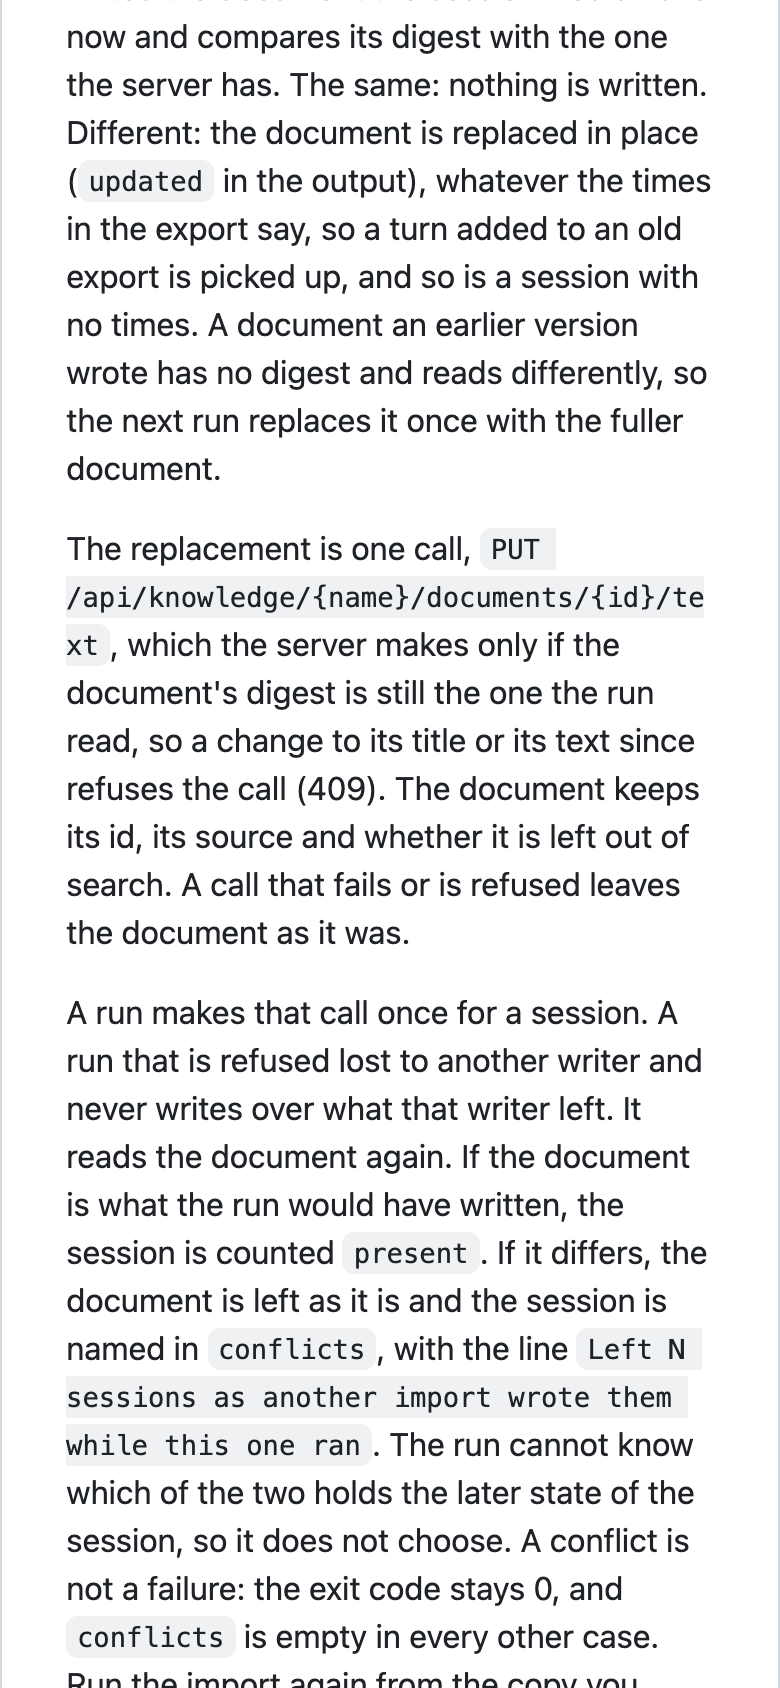 now and compares its digest with the one
the server has. The same: nothing is written.
Different: the document is replaced in place
(updated in the output), whatever the times
in the export say, so a turn added to an old
export is picked up, and so is a session with
no times. A document an earlier version
wrote has no digest and reads differently, so
the next run replaces it once with the fuller
document.
The replacement is one call, PUT
/api/knowledge/{name}/documents/{id}/te
xt, which the server makes only if the
document's digest is still the one the run
read, so a change to its title or its text since
refuses the call (409). The document keeps
its id, its source and whether it is left out of
search. A call that fails or is refused leaves
the document as it was.
A run makes that call once for a session. A
run that is refused lost to another writer and
never writes over what that writer left. It
reads the document again. If the document
is what the run would have written, the
session is counted present. If it differs, the
document is left as it is and the session is
named in conflicts, with the line Left N
sessions as another import wrote them
while this one ran. The run cannot know
which of the two holds the later state of the
session, so it does not choose. A conflict is
not a failure: the exit code stays 0, and
conflicts is empty in every other case.
Run the import again from the copy you